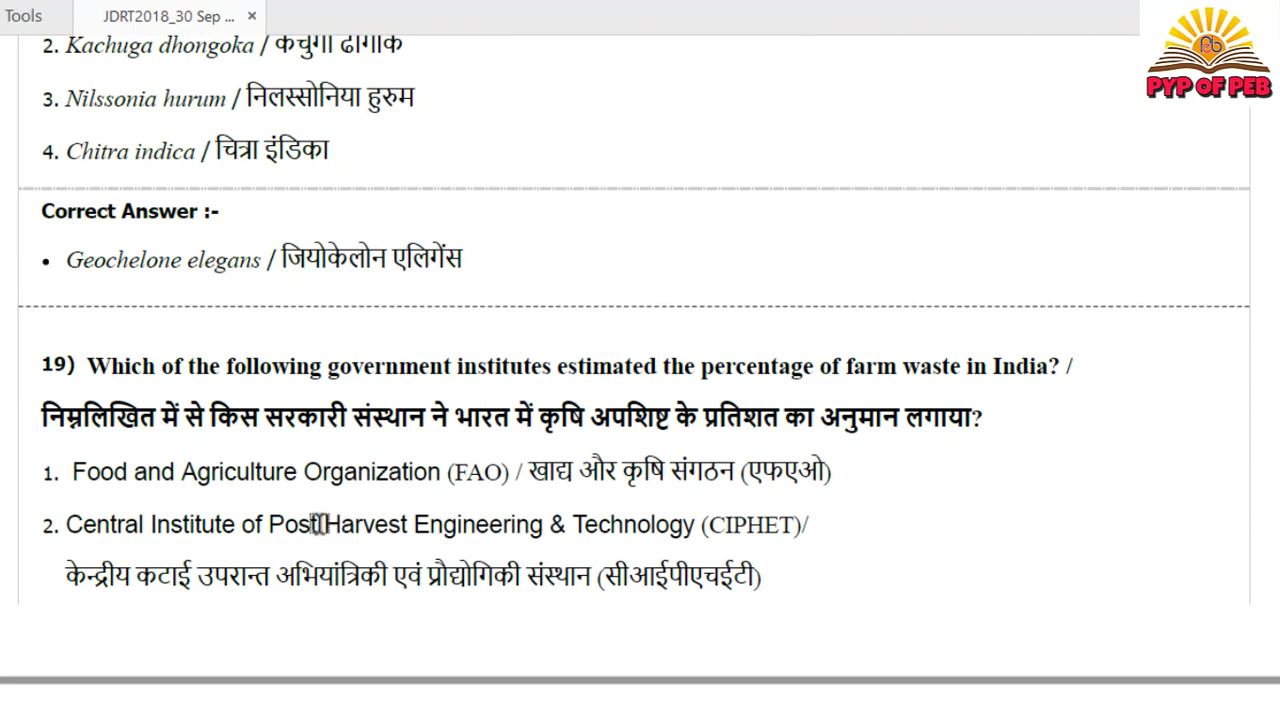 Tools
JDRT2018_30 Sep ... ×
PYP OF PEB
2. Kachuga dhongoka / कचुगा ढोंगोक
3. Nilssonia hurum / निलस्सोनिया हुरुम
4. Chitra indica / चित्रा इंडिका
Correct Answer :-
• Geochelone elegans / जियोकेलोन एलिगेंस
19) Which of the following government institutes estimated the percentage of farm waste in India? /
निम्नलिखित में से किस सरकारी संस्थान ने भारत में कृषि अपशिष्ट के प्रतिशत का अनुमान लगाया?
1. Food and Agriculture Organization (FAO) / खाद्य और कृषि संगठन (एफएओ)
2. Central Institute of Post Harvest Engineering & Technology (CIPHET)/
केन्द्रीय कटाई उपरान्त अभियांत्रिकी एवं प्रौद्योगिकी संस्थान (सीआईपीएचईटी)